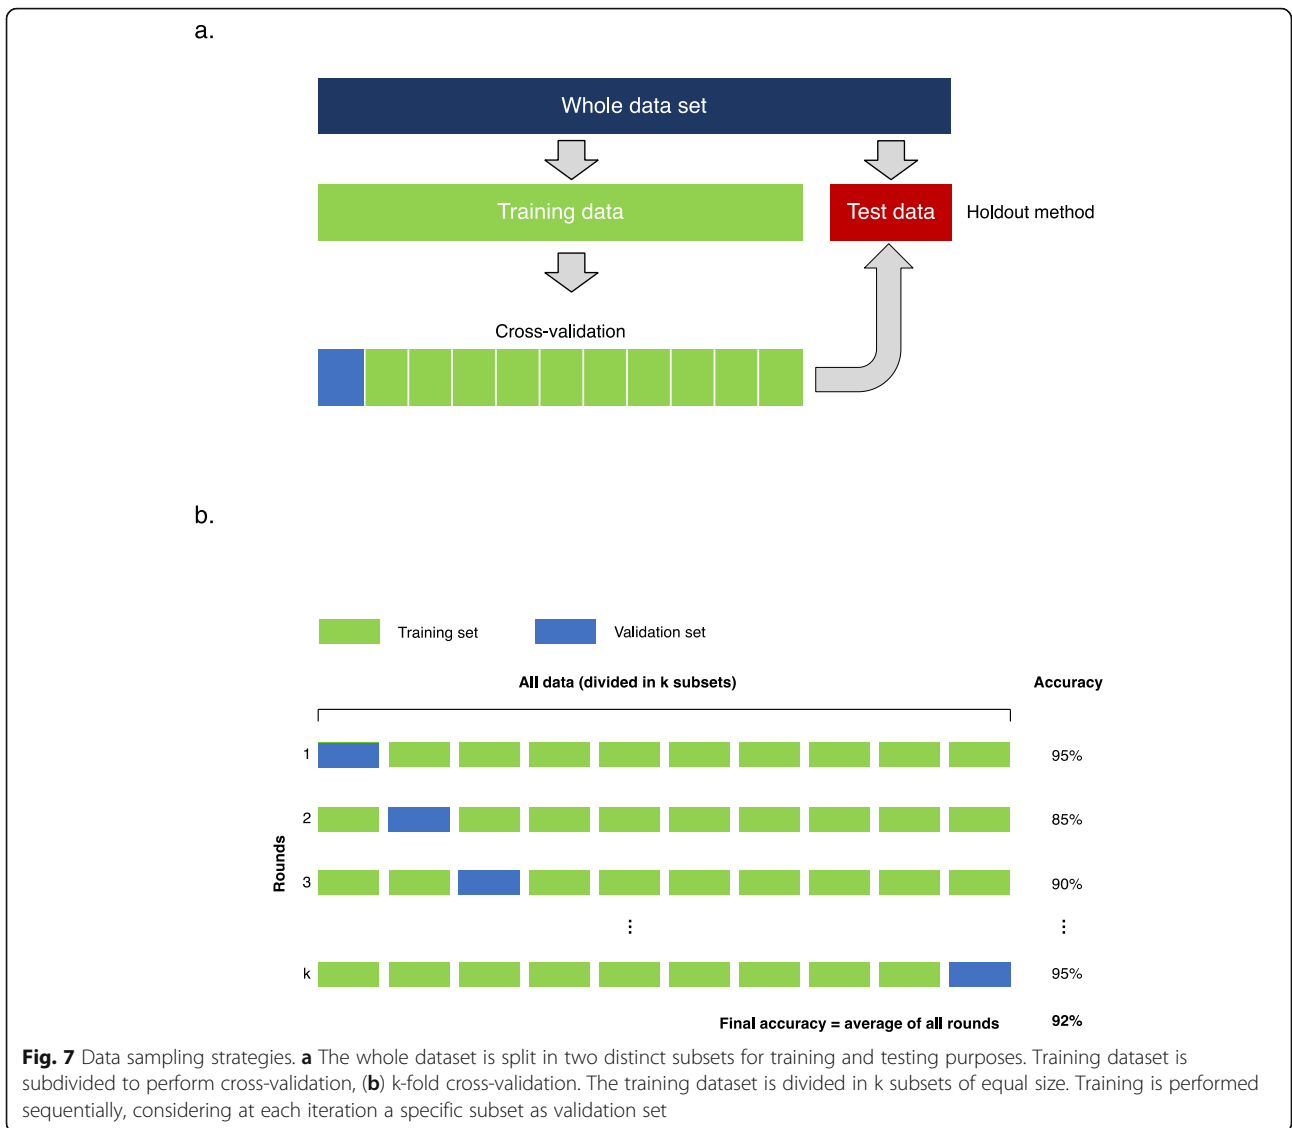 a.
Whole data set
Training data
Test data
Holdout method
Cross-validation
b.
Training set
Validation set
All data (divided in k subsets)
Accuracy
Rounds
1
95%
2
85%
3
90%
⋮
⋮
k
95%
Final accuracy = average of all rounds
92%
Fig. 7 Data sampling strategies. a The whole dataset is split in two distinct subsets for training and testing purposes. Training dataset is
subdivided to perform cross-validation, (b) k-fold cross-validation. The training dataset is divided in k subsets of equal size. Training is performed
sequentially, considering at each iteration a specific subset as validation set